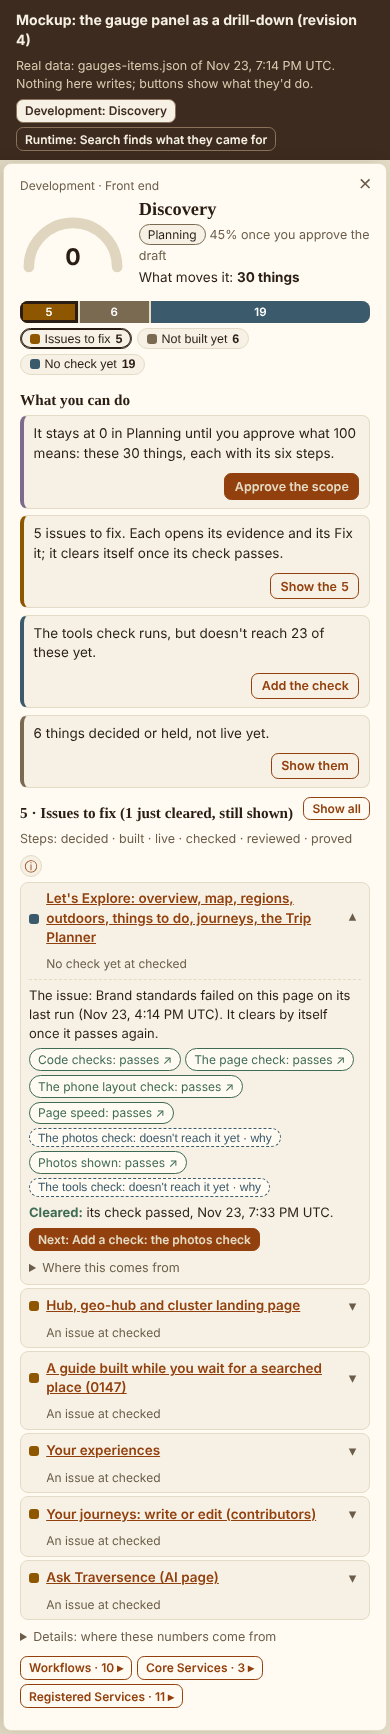 Mockup: the gauge panel as a drill-down (revision
4)
Real data: gauges-items.json of Nov 23, 7:14 PM UTC.
Nothing here writes; buttons show what they'd do.
Development: Discovery
Runtime: Search finds what they came for
Development · Front end ✕
Discovery
0
Planning 45% once you approve the
draft
What moves it: 30 things
5 6 19
Issues to fix 5 Not built yet 6
No check yet 19
What you can do
It stays at 0 in Planning until you approve what 100
means: these 30 things, each with its six steps.
Approve the scope
5 issues to fix. Each opens its evidence and its Fix
it; it clears itself once its check passes.
Show the 5
The tools check runs, but doesn't reach 23 of
these yet.
Add the check
6 things decided or held, not live yet.
Show them
5 · Issues to fix (1 just cleared, still shown) Show all
Steps: decided · built · live · checked · reviewed · proved
ⓘ
Let's Explore: overview, map, regions,
outdoors, things to do, journeys, the Trip
Planner ▲
No check yet at checked
The issue: Brand standards failed on this page on its
last run (Nov 23, 4:14 PM UTC). It clears by itself
once it passes again.
Code checks: passes ↗ The page check: passes ↗
The phone layout check: passes ↗
Page speed: passes ↗
The photos check: doesn't reach it yet · why
Photos shown: passes ↗
The tools check: doesn't reach it yet · why
Cleared: its check passed, Nov 23, 7:33 PM UTC.
Next: Add a check: the photos check
▶ Where this comes from
Hub, geo-hub and cluster landing page ▼
An issue at checked
A guide built while you wait for a searched
place (0147) ▼
An issue at checked
Your experiences ▼
An issue at checked
Your journeys: write or edit (contributors) ▼
An issue at checked
Ask Traversence (AI page) ▼
An issue at checked
▶ Details: where these numbers come from
Workflows · 10 ▸ Core Services · 3 ▸
Registered Services · 11 ▸